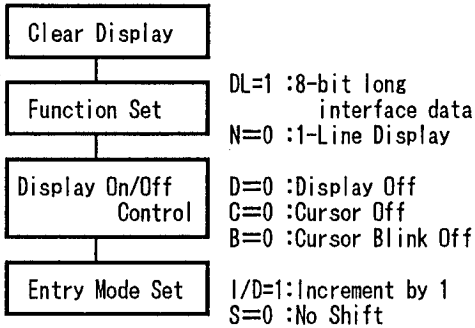 Clear Display
Function Set
DL=1 :8-bit long
interface data
N=0 :1-Line Display
Display On/Off
Control
D=0 :Display Off
C=0 :Cursor Off
B=0 :Cursor Blink Off
Entry Mode Set
I/D=1:Increment by 1
S=0 :No Shift